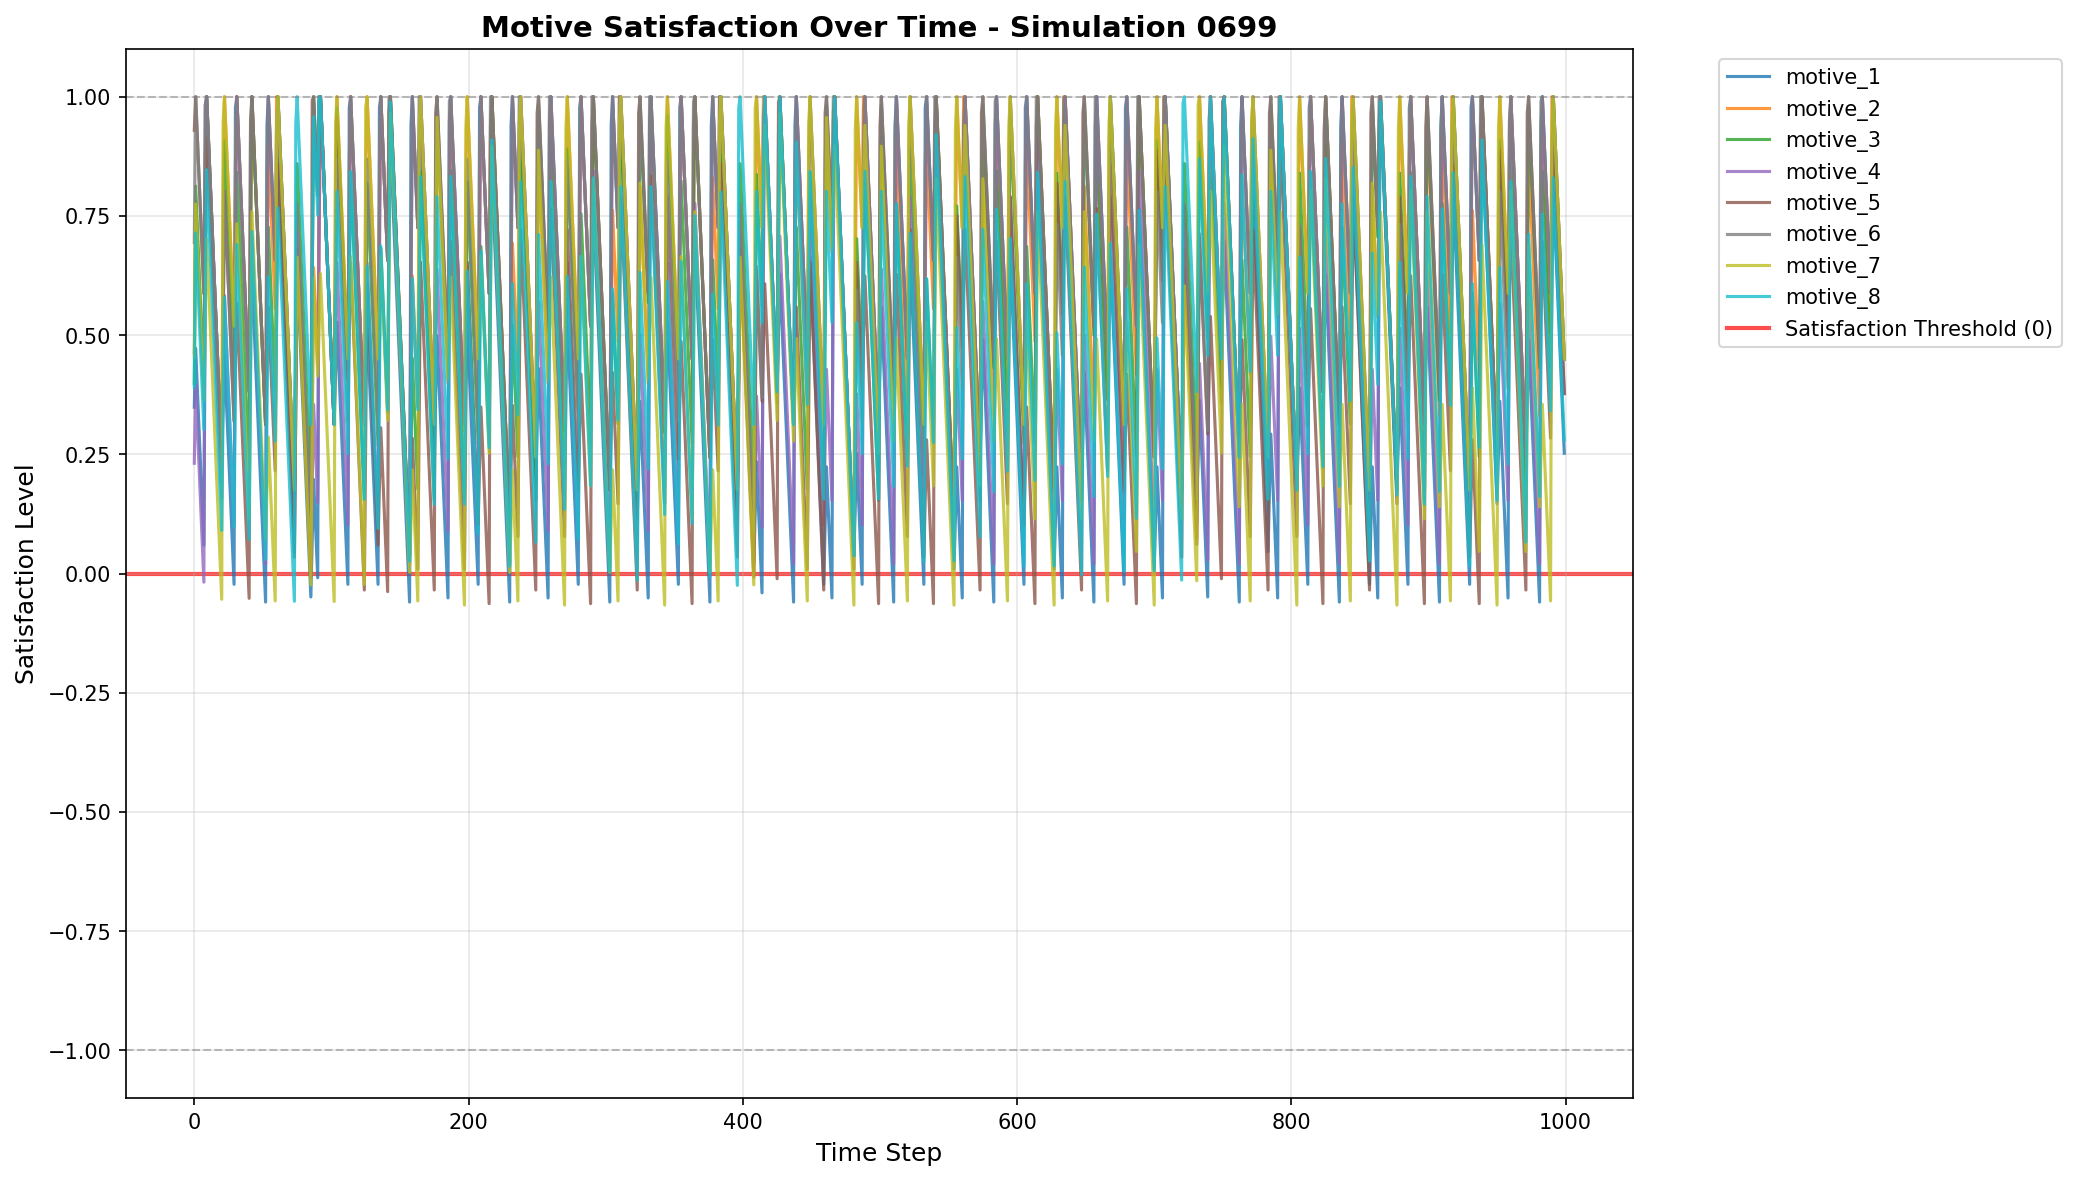 Motive Satisfaction Over Time - Simulation 0699
motive_1
motive_2
motive_3
motive_4
motive_5
motive_6
motive_7
motive_8
Satisfaction Threshold (0)
Satisfaction Level
1.00
0.75
0.50
0.25
0.00
−0.25
−0.50
−0.75
−1.00
0 200 400 600 800 1000
Time Step